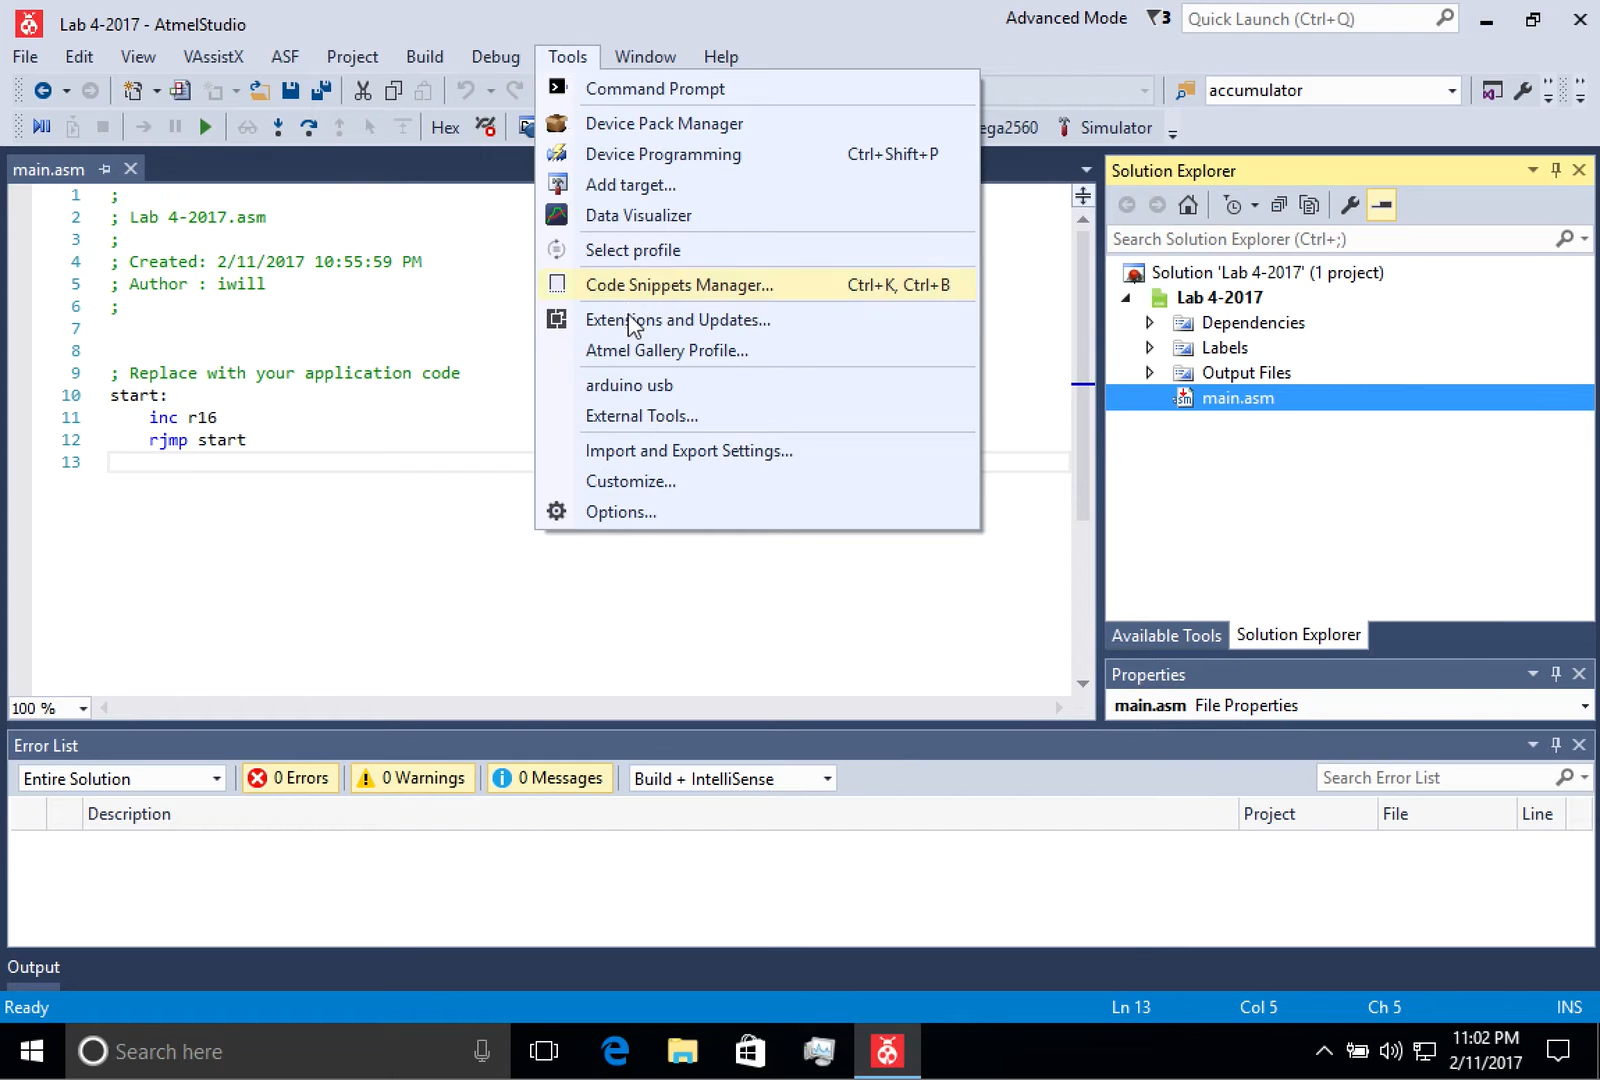 Lab 4-2017 - AtmelStudio
Advanced Mode
3
Quick Launch (Ctrl+Q)
File Edit View VAssistX ASF Project Build Debug Tools Window Help
accumulator
Hex
ega2560
Simulator
Command Prompt
Device Pack Manager
Device Programming Ctrl+Shift+P
Add target...
Data Visualizer
Select profile
Code Snippets Manager... Ctrl+K, Ctrl+B
Extensions and Updates...
Atmel Gallery Profile...
arduino usb
External Tools...
Import and Export Settings...
Customize...
Options...
main.asm
1 ;
2 ; Lab 4-2017.asm
3 ;
4 ; Created: 2/11/2017 10:55:59 PM
5 ; Author : iwill
6 ;
7
8
9 ; Replace with your application code
10 start:
11 inc r16
12 rjmp start
13
100 %
Solution Explorer
Search Solution Explorer (Ctrl+;)
Solution 'Lab 4-2017' (1 project)
Lab 4-2017
Dependencies
Labels
Output Files
asm main.asm
Available Tools Solution Explorer
Properties
main.asm File Properties
Error List
Entire Solution 0 Errors 0 Warnings 0 Messages Build + IntelliSense Search Error List
Description Project File Line
Output
Ready Ln 13 Col 5 Ch 5 INS
Search here
11:02 PM
2/11/2017